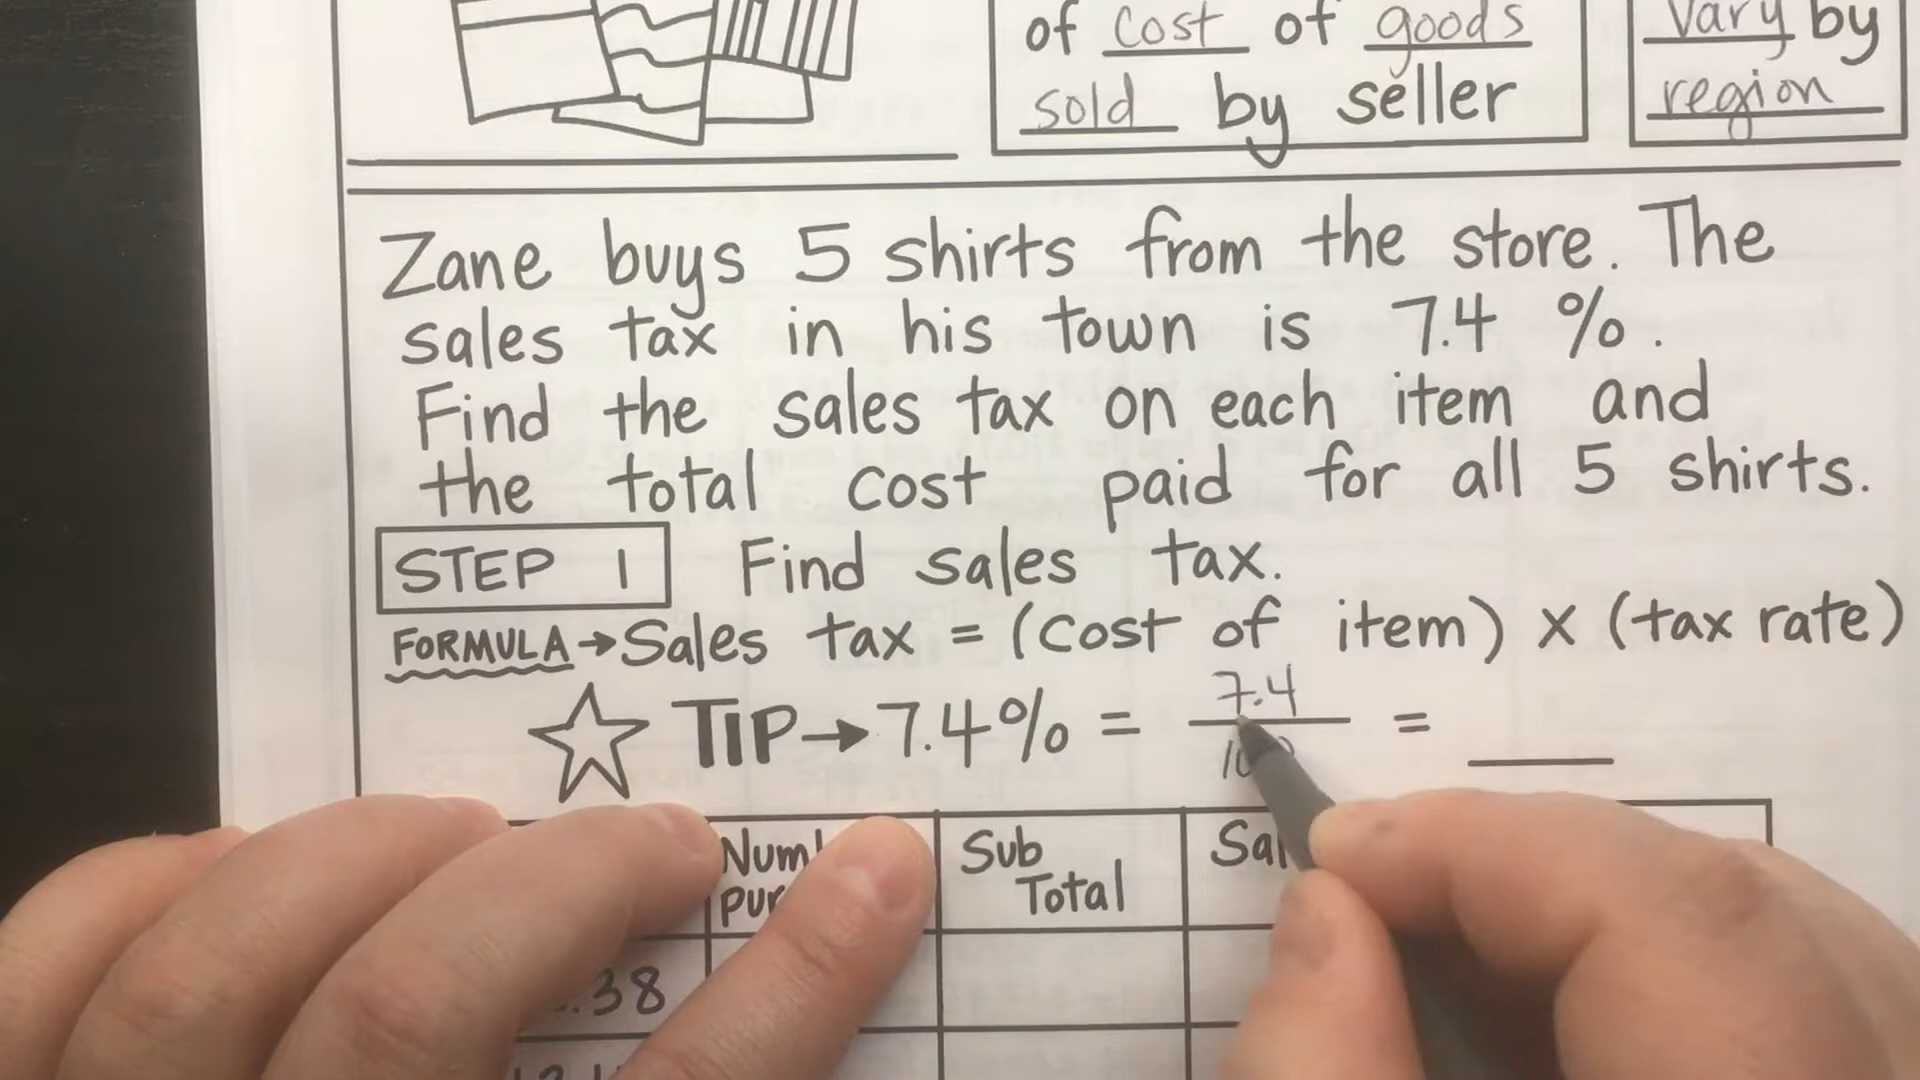 of cost of goods
sold by seller
vary by
region
Zane buys 5 shirts from the store. The
sales tax in his town is 7.4 %.
Find the sales tax on each item and
the total cost paid for all 5 shirts.
STEP 1 Find sales tax.
FORMULA→Sales tax = (cost of item) x (tax rate)
TIP→7.4% = 7.4 =
Sub
Total
.38